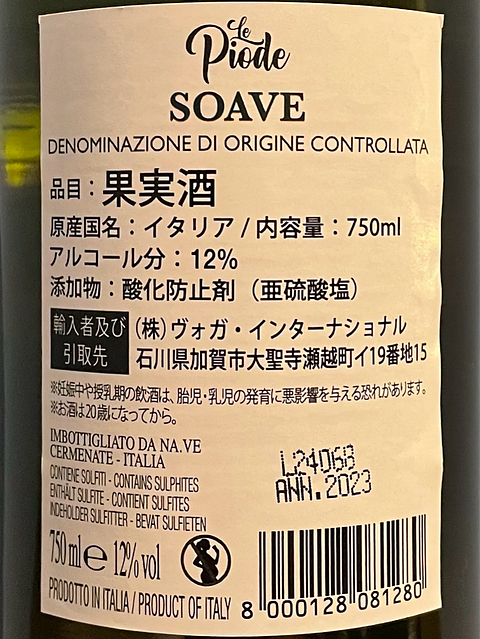 Le
Piode
SOAVE
DENOMINAZIONE DI ORIGINE CONTROLLATA
品目：果実酒
原産国名：イタリア / 内容量：750ml
アルコール分：12%
添加物：酸化防止剤（亜硫酸塩）
輸入者及び引取先
(株)ヴォガ・インターナショナル
石川県加賀市大聖寺瀬越町イ19番地15
※妊娠中や授乳期の飲酒は、胎児・乳児の発育に悪影響を与える恐れがあります。
※お酒は20歳になってから。
IMBOTTIGLIATO DA NA.VE
CERMENATE - ITALIA
CONTIENE SOLFITI - CONTAINS SULPHITES
ENTHÄLT SULFITE - CONTIENT SULFITES
INDEHOLDER SULFITTER - BEVAT SULFIETEN
L24068
ANN.2023
750 ml e 12% vol
PRODOTTO IN ITALIA / PRODUCT OF ITALY
8 000128 081280